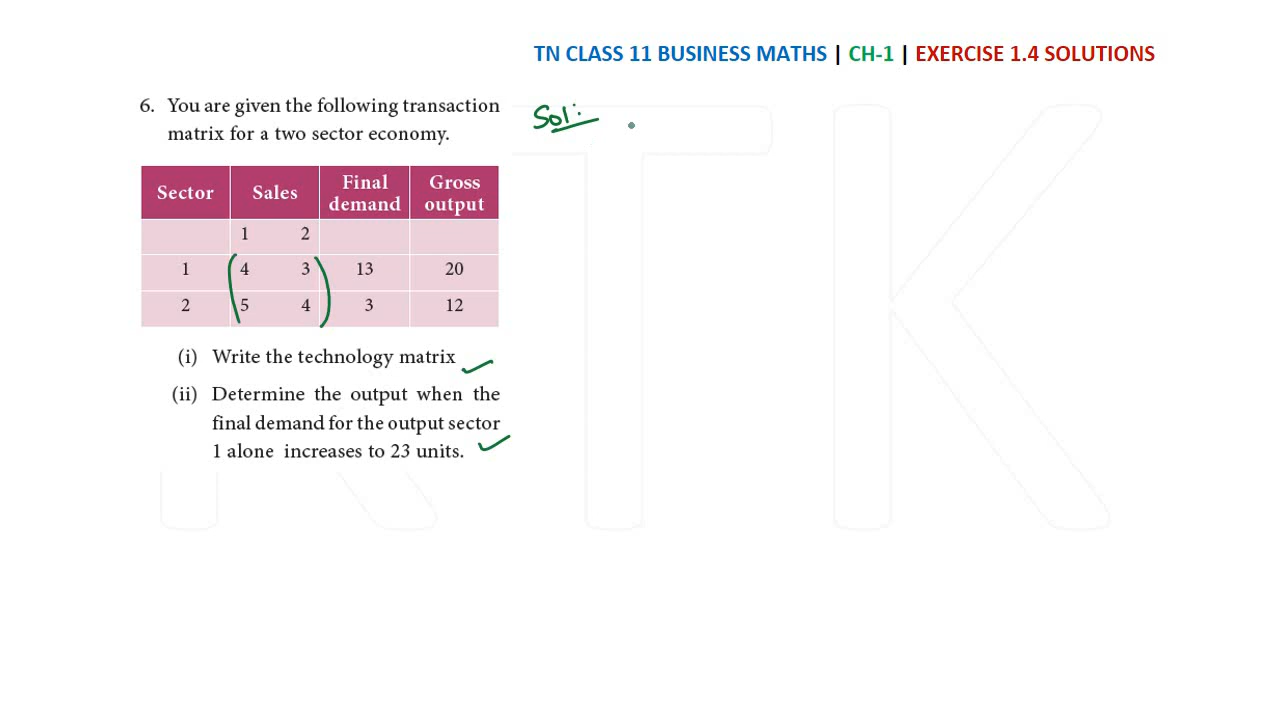 TN CLASS 11 BUSINESS MATHS | CH-1 | EXERCISE 1.4 SOLUTIONS
6. You are given the following transaction
matrix for a two sector economy.
Sol:
Sector Sales Final demand Gross output
1 2
1 4 3 13 20
2 5 4 3 12
(i) Write the technology matrix
(ii) Determine the output when the
final demand for the output sector
1 alone increases to 23 units.
RTK